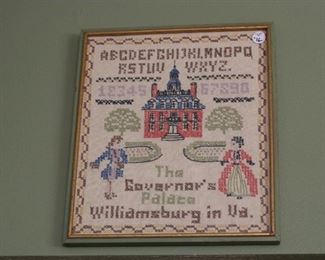 ABCDEFGHIJKLMNOPQ
RSTUV WXYZ.
12345 67890
The
Governor's
Palace
Williamsburg in Va.